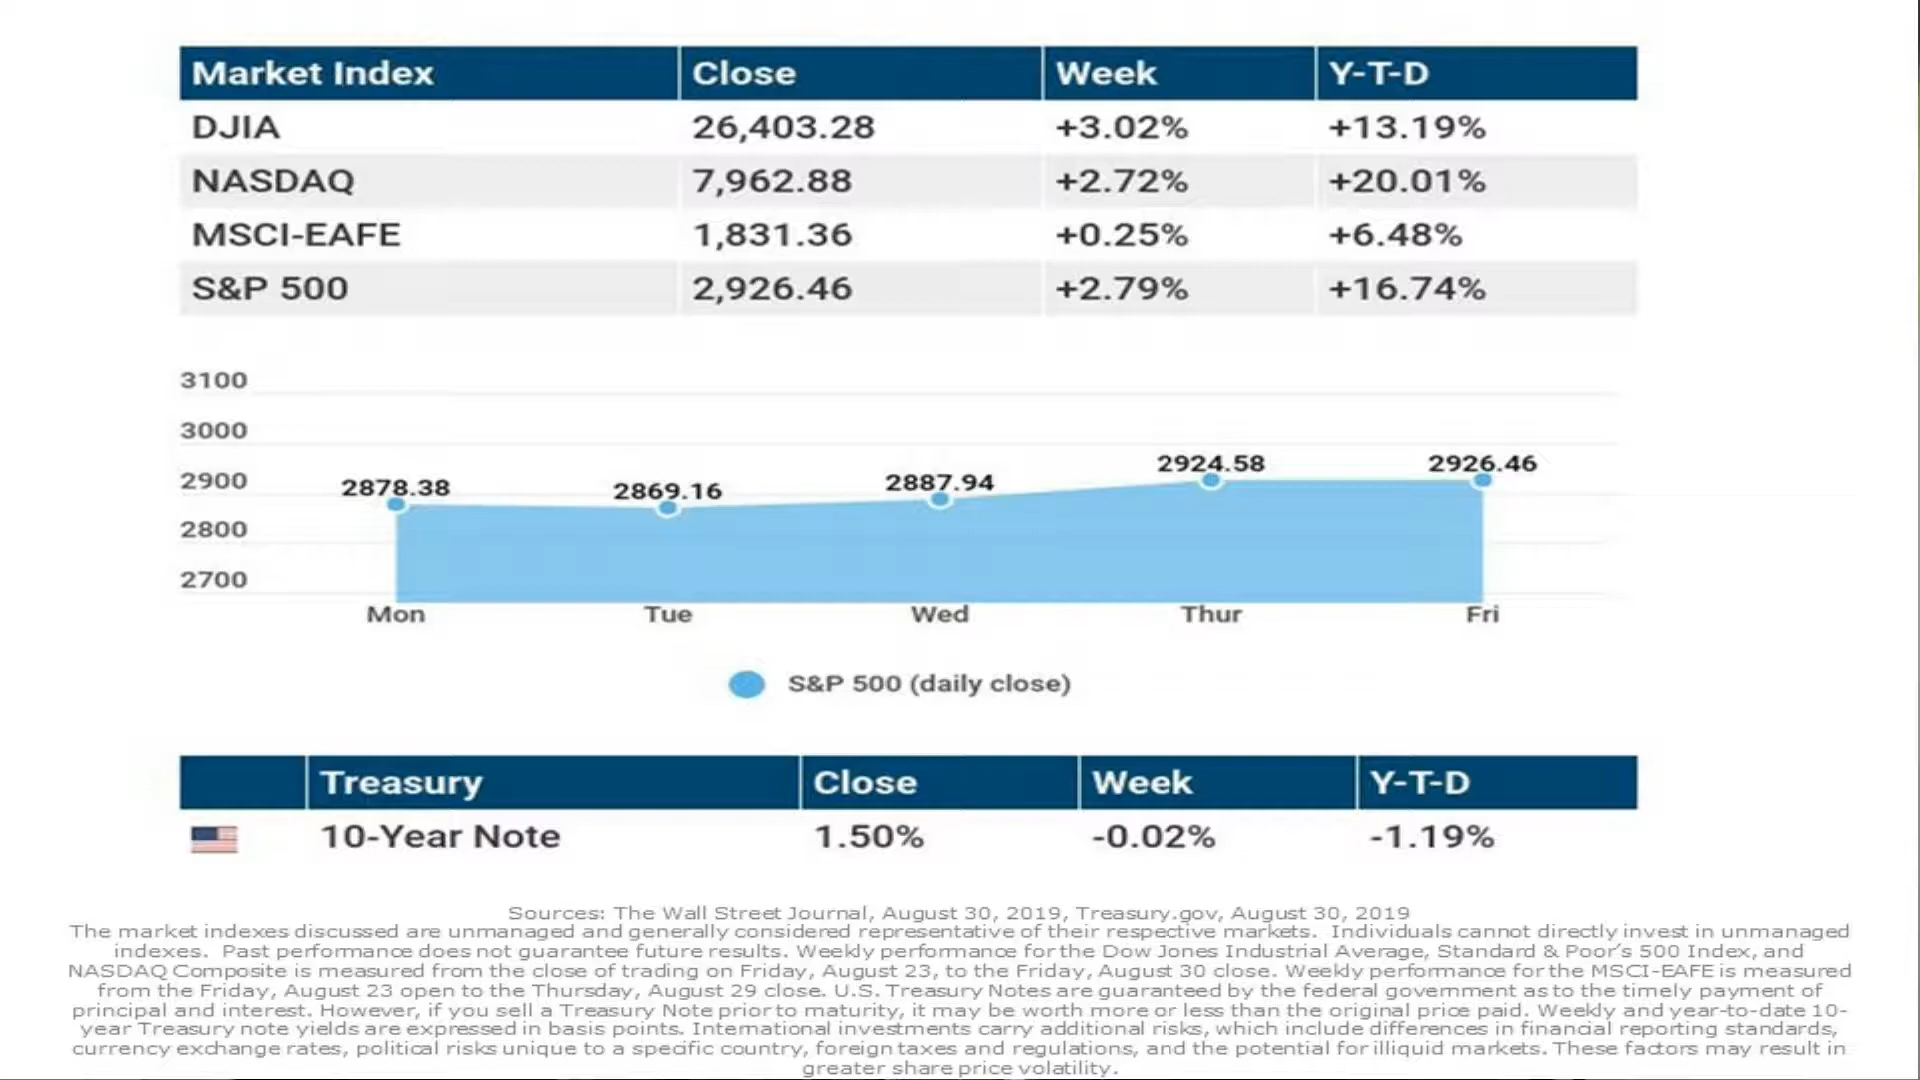 Market Index Close Week Y-T-D
DJIA 26,403.28 +3.02% +13.19%
NASDAQ 7,962.88 +2.72% +20.01%
MSCI-EAFE 1,831.36 +0.25% +6.48%
S&P 500 2,926.46 +2.79% +16.74%
3100
3000
2900
2800
2700
2878.38 2869.16 2887.94 2924.58 2926.46
Mon Tue Wed Thur Fri
S&P 500 (daily close)
Treasury Close Week Y-T-D
10-Year Note 1.50% -0.02% -1.19%
Sources: The Wall Street Journal, August 30, 2019, Treasury.gov, August 30, 2019
The market indexes discussed are unmanaged and generally considered representative of their respective markets. Individuals cannot directly invest in unmanaged
indexes. Past performance does not guarantee future results. Weekly performance for the Dow Jones Industrial Average, Standard & Poor's 500 Index, and
NASDAQ Composite is measured from the close of trading on Friday, August 23, to the Friday, August 30 close. Weekly performance for the MSCI-EAFE is measured
from the Friday, August 23 open to the Thursday, August 29 close. U.S. Treasury Notes are guaranteed by the federal government as to the timely payment of
principal and interest. However, if you sell a Treasury Note prior to maturity, it may be worth more or less than the original price paid. Weekly and year-to-date 10-
year Treasury note yields are expressed in basis points. International investments carry additional risks, which include differences in financial reporting standards,
currency exchange rates, political risks unique to a specific country, foreign taxes and regulations, and the potential for illiquid markets. These factors may result in
greater share price volatility.